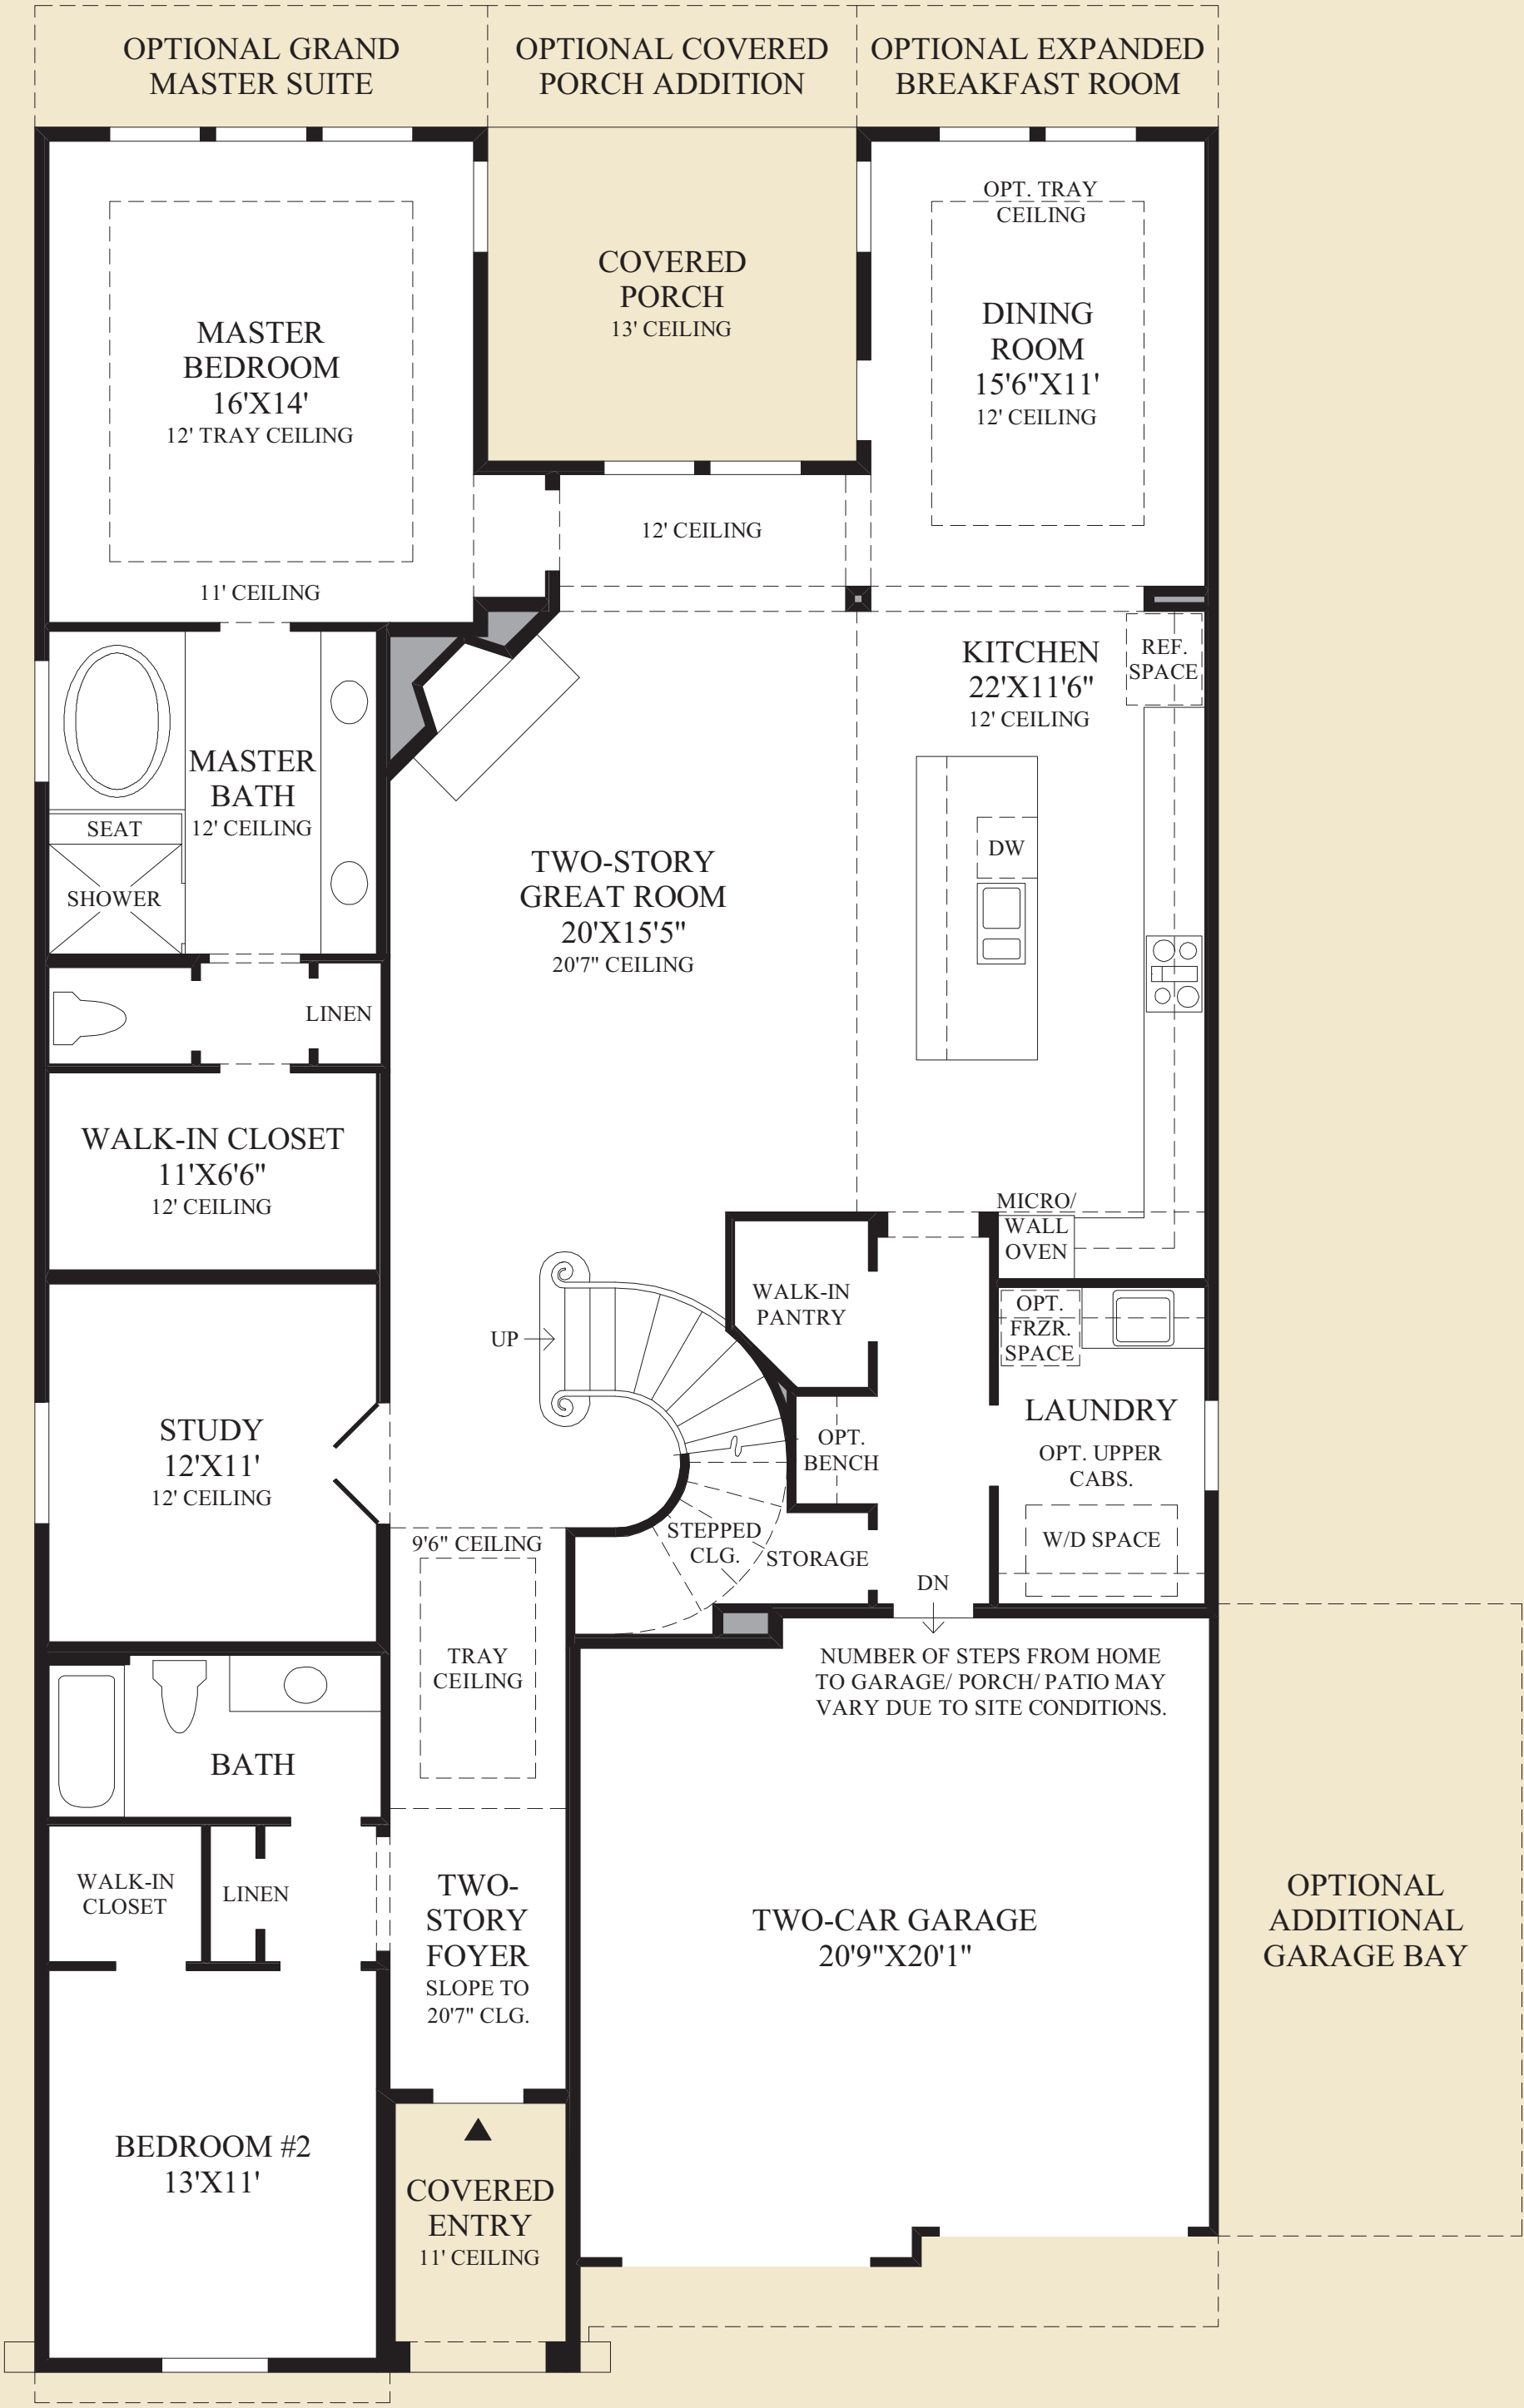 OPTIONAL GRAND
MASTER SUITE
OPTIONAL COVERED
PORCH ADDITION
OPTIONAL EXPANDED
BREAKFAST ROOM
OPT. TRAY
CEILING
COVERED
PORCH
13' CEILING
DINING
ROOM
15'6"X11'
12' CEILING
MASTER
BEDROOM
16'X14'
12' TRAY CEILING
12' CEILING
11' CEILING
KITCHEN
22'X11'6"
12' CEILING
REF.
SPACE
MASTER
BATH
12' CEILING
SEAT
SHOWER
TWO-STORY
GREAT ROOM
20'X15'5"
20'7" CEILING
DW
LINEN
WALK-IN CLOSET
11'X6'6"
12' CEILING
MICRO/
WALL
OVEN
WALK-IN
PANTRY
OPT.
FRZR.
SPACE
UP
LAUNDRY
OPT. UPPER
CABS.
STUDY
12'X11'
12' CEILING
OPT.
BENCH
W/D SPACE
9'6" CEILING
STEPPED
CLG.
STORAGE
DN
TRAY
CEILING
NUMBER OF STEPS FROM HOME
TO GARAGE/ PORCH/ PATIO MAY
VARY DUE TO SITE CONDITIONS.
BATH
WALK-IN
CLOSET
LINEN
TWO-
STORY
FOYER
SLOPE TO
20'7" CLG.
TWO-CAR GARAGE
20'9"X20'1"
OPTIONAL
ADDITIONAL
GARAGE BAY
BEDROOM #2
13'X11'
COVERED
ENTRY
11' CEILING